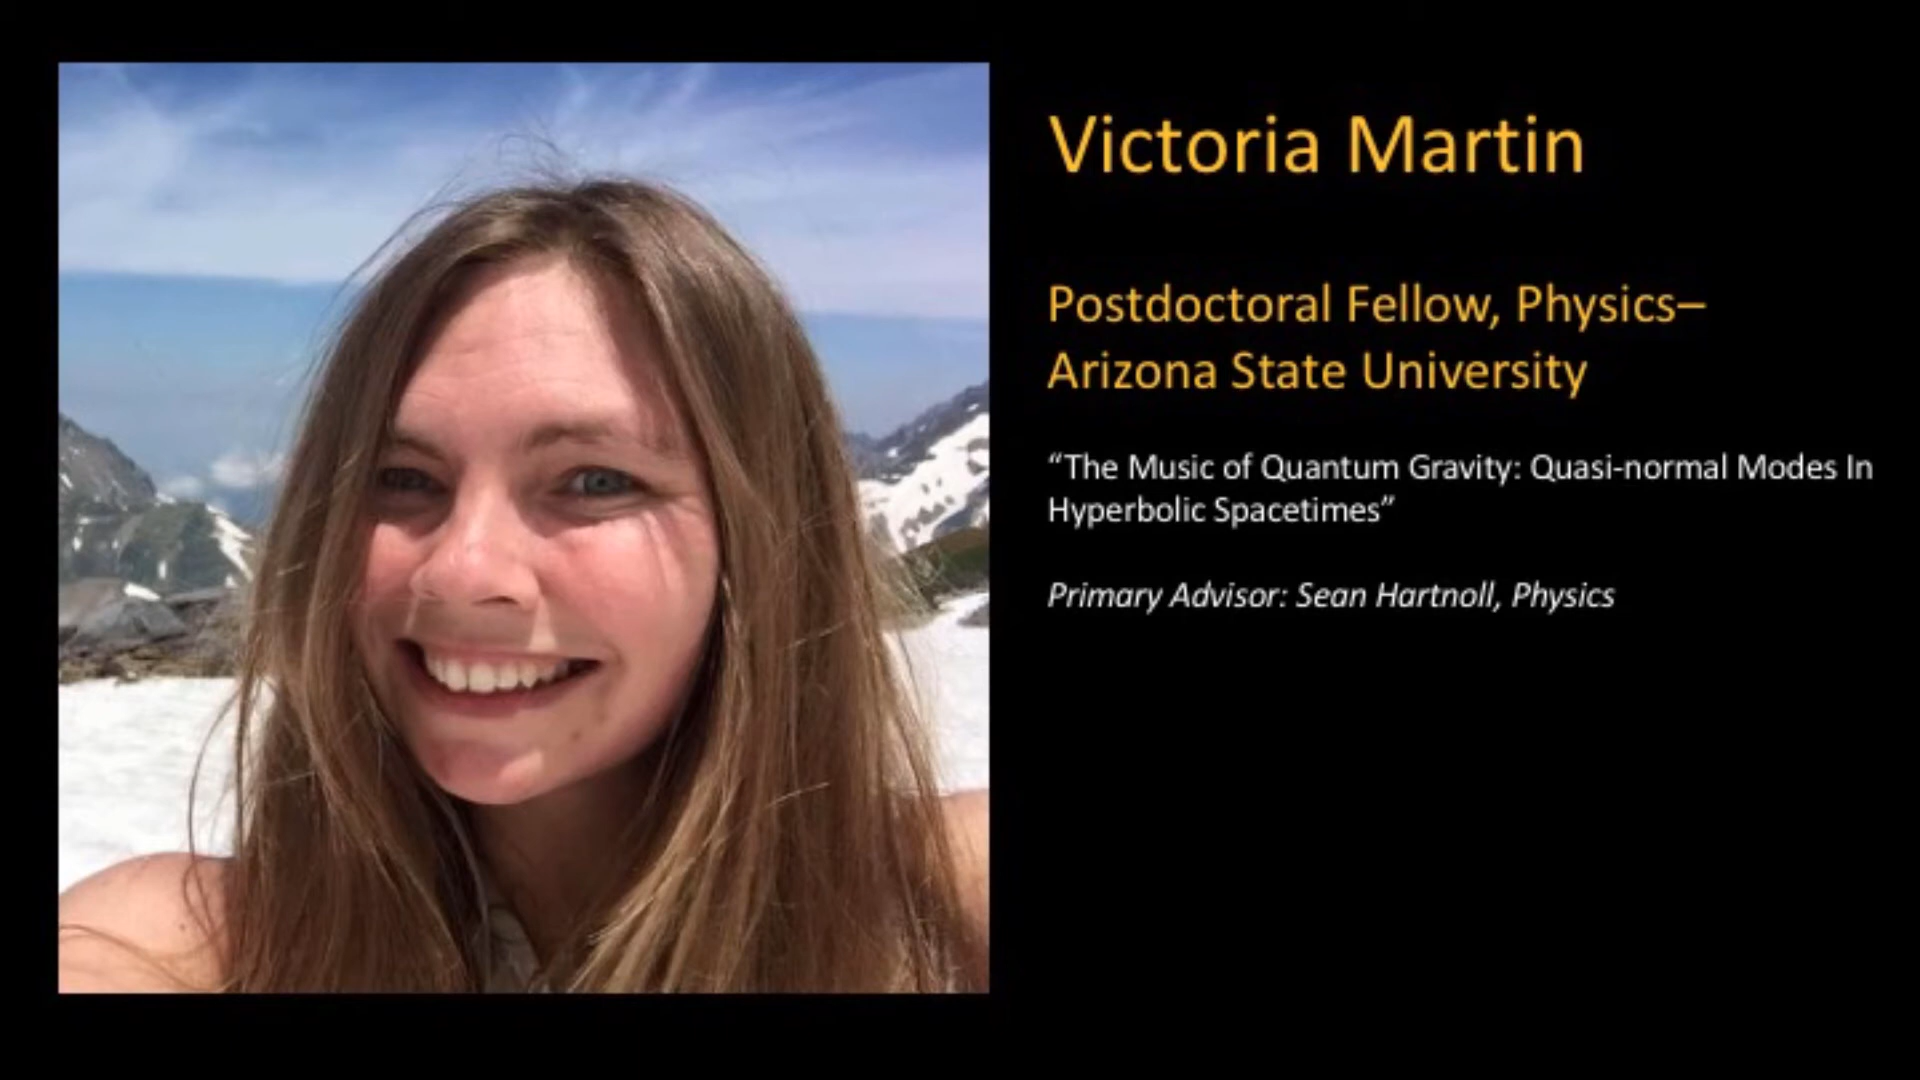 Victoria Martin
Postdoctoral Fellow, Physics–
Arizona State University
“The Music of Quantum Gravity: Quasi-normal Modes In
Hyperbolic Spacetimes”
Primary Advisor: Sean Hartnoll, Physics